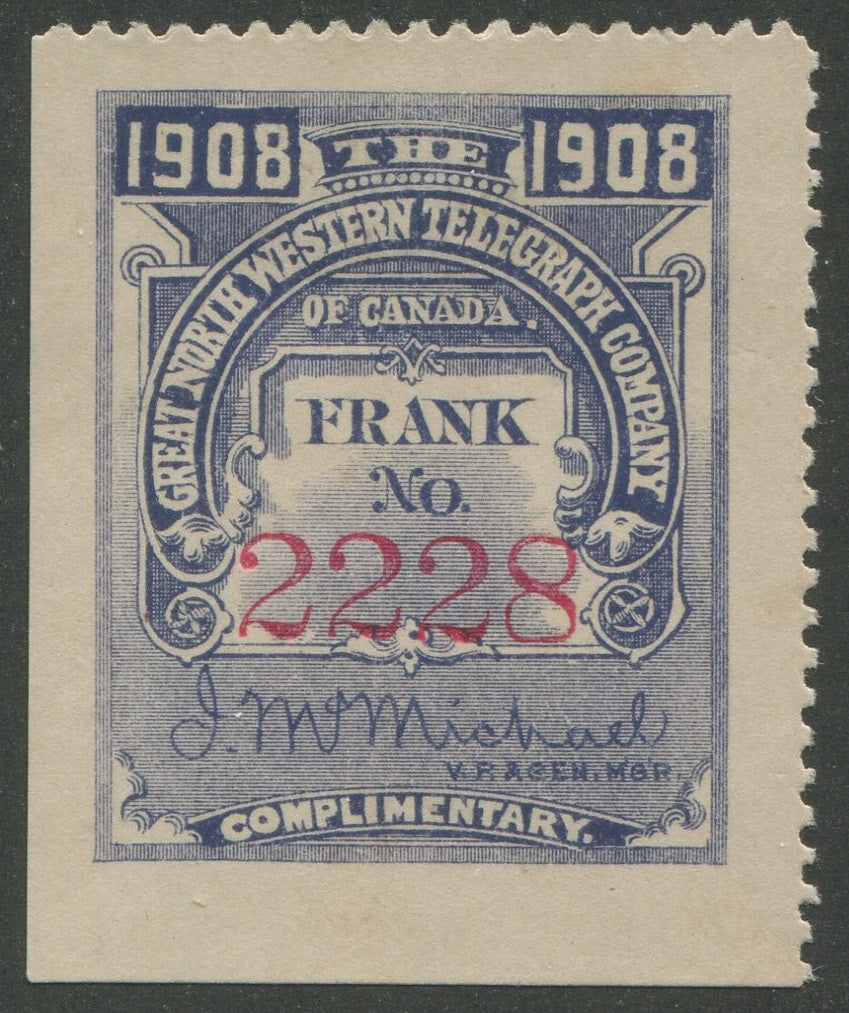 1908 THE 1908
GREAT NORTH WESTERN TELEGRAPH COMPANY
OF CANADA.
FRANK
No.
2228
J. McMichael
V.P. & GEN. MGR.
COMPLIMENTARY.